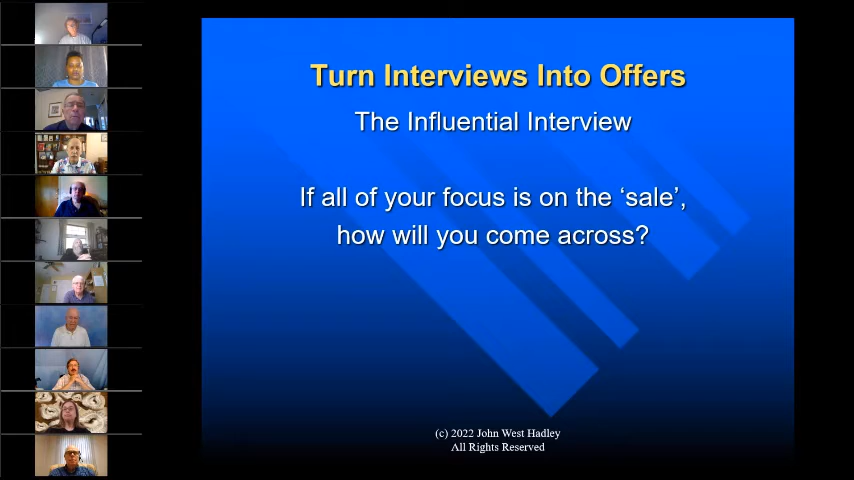 Turn Interviews Into Offers
The Influential Interview
If all of your focus is on the ‘sale’,
how will you come across?
(c) 2022 John West Hadley
All Rights Reserved